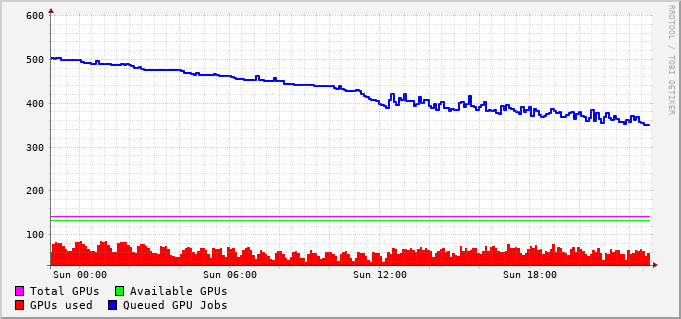 600
500
400
300
200
100
Sun 00:00 Sun 06:00 Sun 12:00 Sun 18:00
Total GPUs Available GPUs
GPUs used Queued GPU Jobs
RRDTOOL / TOBI OETIKER